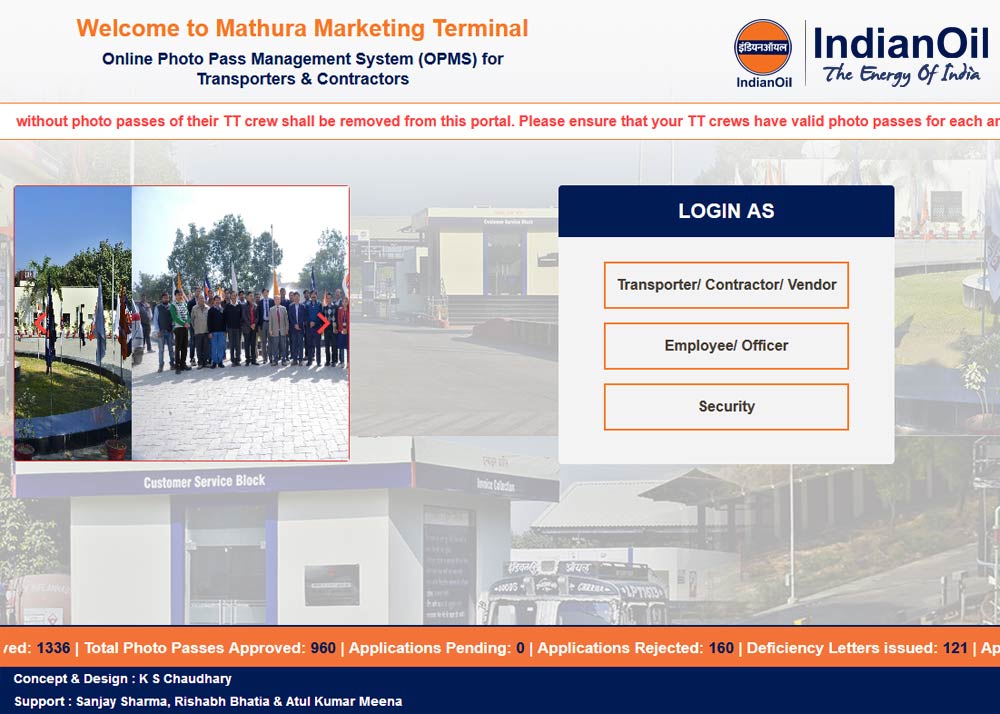 Welcome to Mathura Marketing Terminal
Online Photo Pass Management System (OPMS) for
Transporters & Contractors
इंडियनऑयल
IndianOil
IndianOil
The Energy Of India
without photo passes of their TT crew shall be removed from this portal. Please ensure that your TT crews have valid photo passes for each an
LOGIN AS
Transporter/ Contractor/ Vendor
Employee/ Officer
Security
Customer Service Block
Customer Service Block
Invoice Collection
इंडियन ऑयल
ved: 1336 | Total Photo Passes Approved: 960 | Applications Pending: 0 | Applications Rejected: 160 | Deficiency Letters issued: 121 | Ap
Concept & Design : K S Chaudhary
Support : Sanjay Sharma, Rishabh Bhatia & Atul Kumar Meena